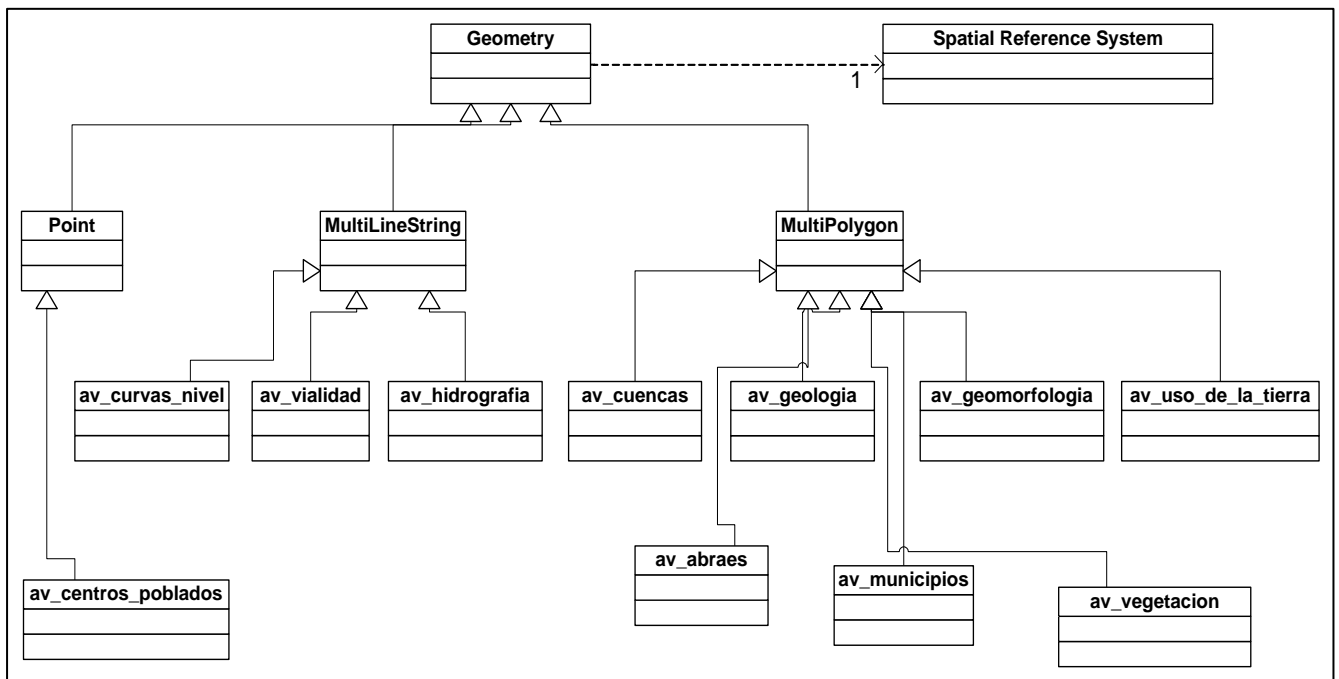 Geometry
Spatial Reference System
1
Point
MultiLineString
MultiPolygon
av_curvas_nivel
av_vialidad
av_hidrografia
av_cuencas
av_geologia
av_geomorfologia
av_uso_de_la_tierra
av_abraes
av_municipios
av_centros_poblados
av_vegetacion